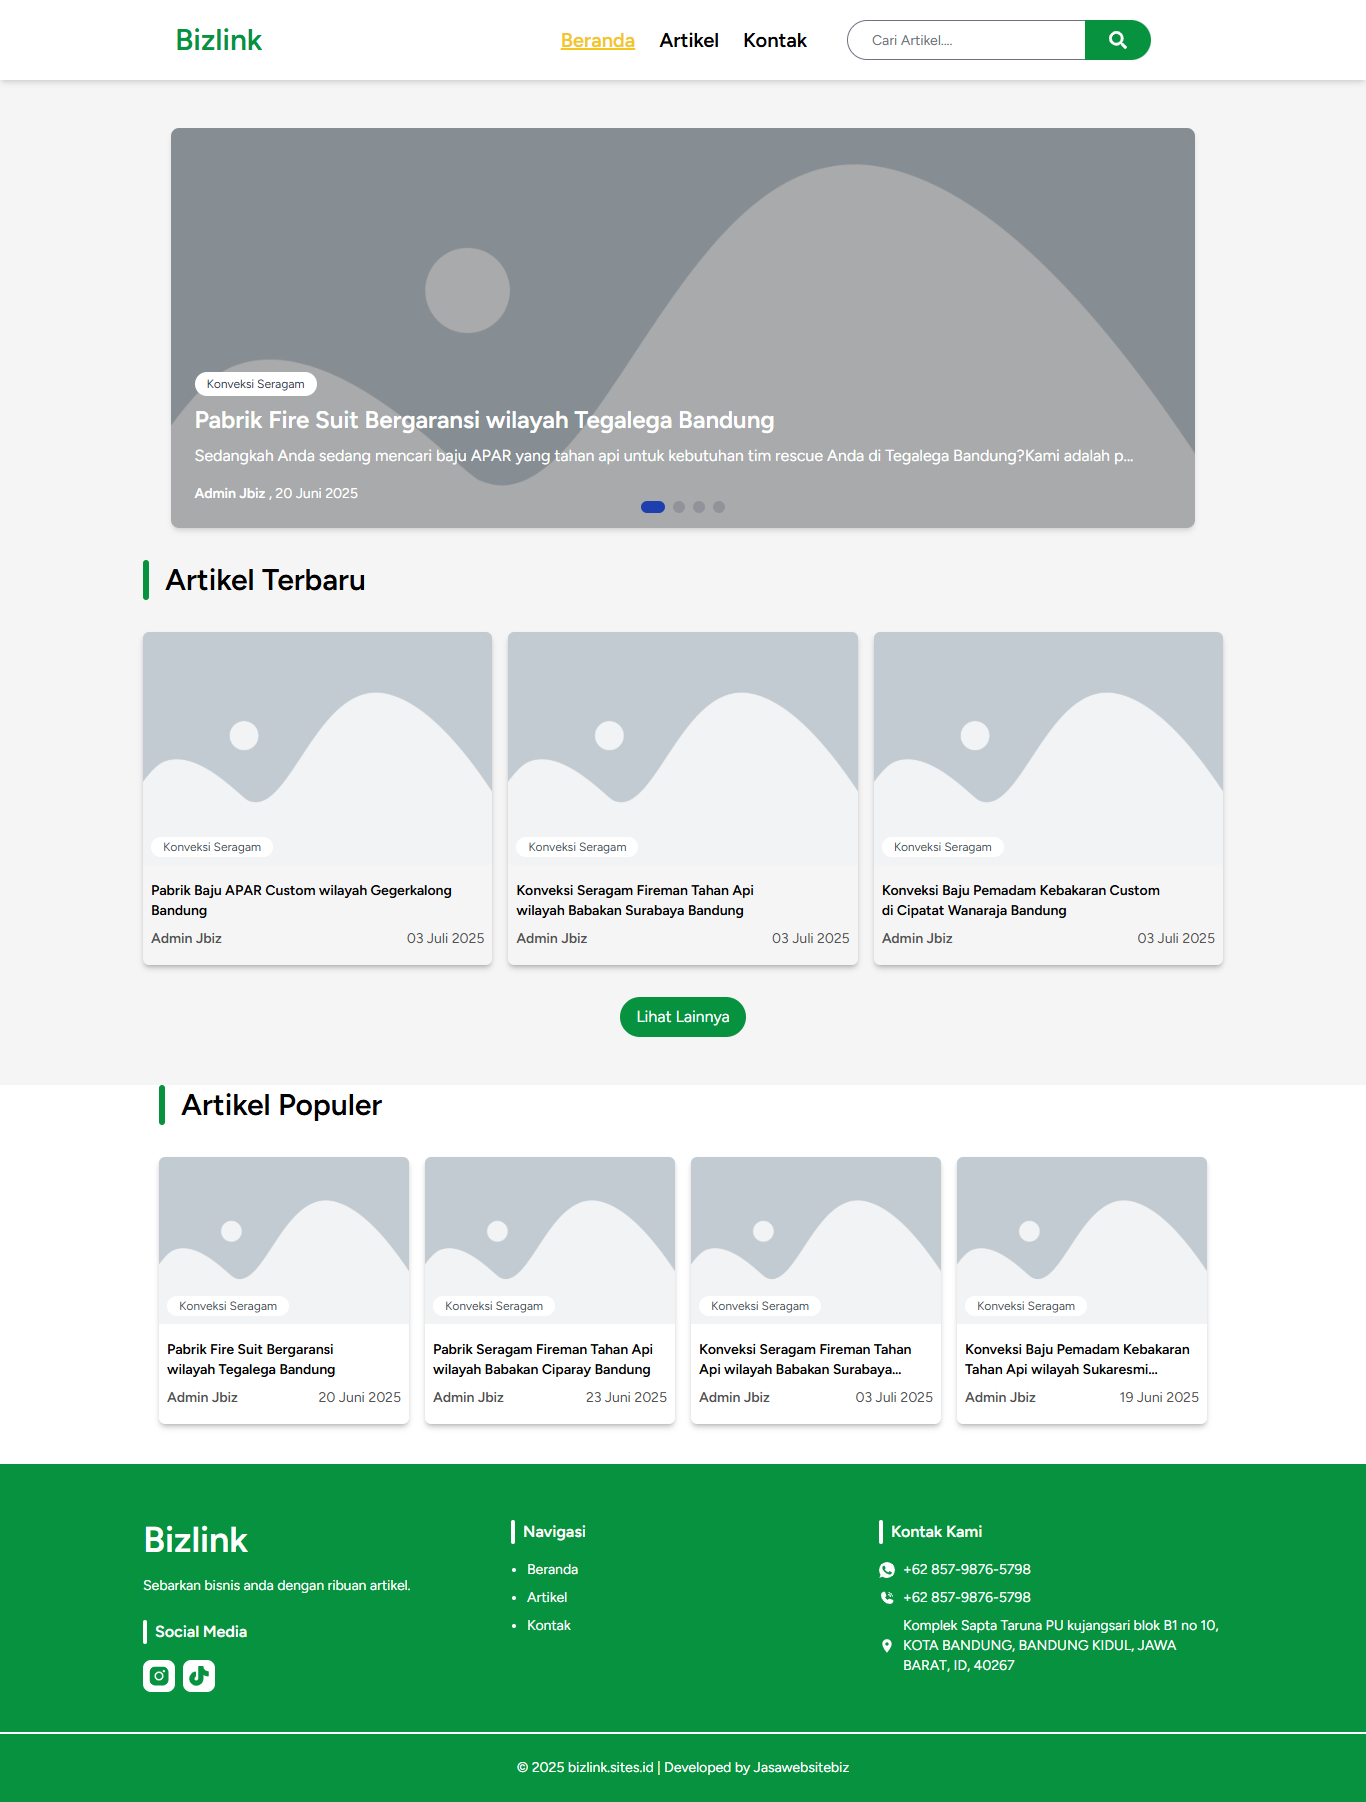 Bizlink
Beranda
Artikel
Kontak
Cari Artikel....
Konveksi Seragam
Pabrik Fire Suit Bergaransi wilayah Tegalega Bandung
Sedangkah Anda sedang mencari baju APAR yang tahan api untuk kebutuhan tim rescue Anda di Tegalega Bandung?Kami adalah p...
Admin Jbiz , 20 Juni 2025
Artikel Terbaru
Konveksi Seragam
Pabrik Baju APAR Custom wilayah Gegerkalong
Bandung
Admin Jbiz
03 Juli 2025
Konveksi Seragam
Konveksi Seragam Fireman Tahan Api
wilayah Babakan Surabaya Bandung
Admin Jbiz
03 Juli 2025
Konveksi Seragam
Konveksi Baju Pemadam Kebakaran Custom
di Cipatat Wanaraja Bandung
Admin Jbiz
03 Juli 2025
Lihat Lainnya
Artikel Populer
Konveksi Seragam
Pabrik Fire Suit Bergaransi
wilayah Tegalega Bandung
Admin Jbiz
20 Juni 2025
Konveksi Seragam
Pabrik Seragam Fireman Tahan Api
wilayah Babakan Ciparay Bandung
Admin Jbiz
23 Juni 2025
Konveksi Seragam
Konveksi Seragam Fireman Tahan
Api wilayah Babakan Surabaya...
Admin Jbiz
03 Juli 2025
Konveksi Seragam
Konveksi Baju Pemadam Kebakaran
Tahan Api wilayah Sukaresmi...
Admin Jbiz
19 Juni 2025
Bizlink
Sebarkan bisnis anda dengan ribuan artikel.
Social Media
Navigasi
Beranda
Artikel
Kontak
Kontak Kami
+62 857-9876-5798
+62 857-9876-5798
Komplek Sapta Taruna PU kujangsari blok B1 no 10,
KOTA BANDUNG, BANDUNG KIDUL, JAWA
BARAT, ID, 40267
© 2025 bizlink.sites.id | Developed by Jasawebsitebiz